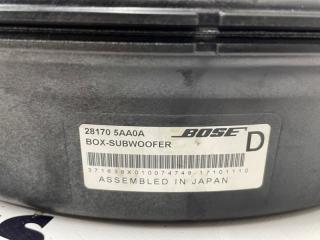 28170 5AA0A
BOSE
BOX-SUBWOOFER
D
ASSEMBLED IN JAPAN